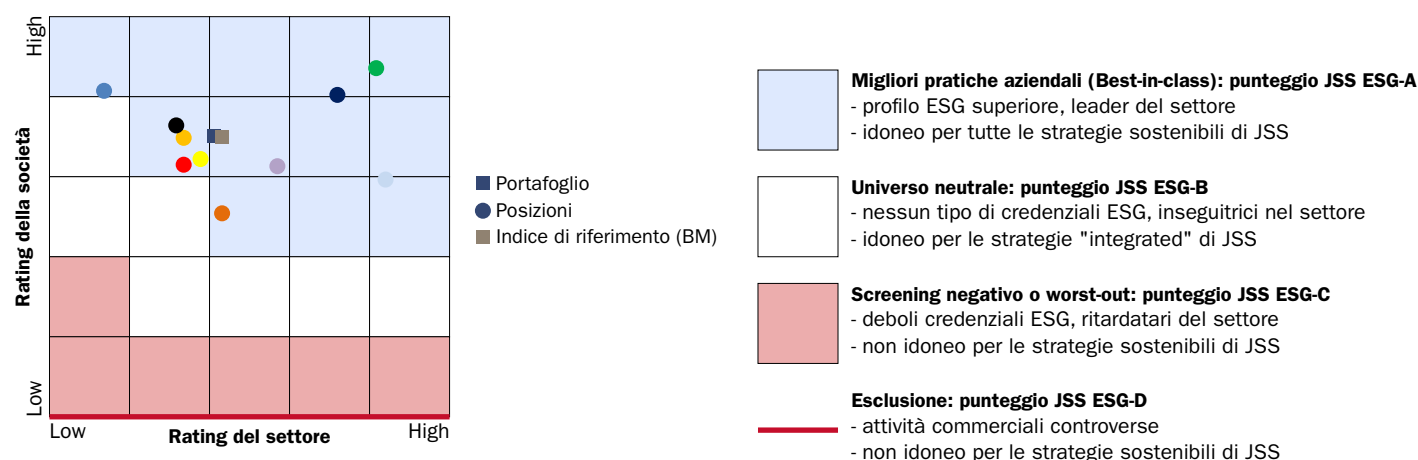 High
Rating della società
Low
Low
Rating del settore
High
Portafoglio
Posizioni
Indice di riferimento (BM)
Migliori pratiche aziendali (Best-in-class): punteggio JSS ESG-A
- profilo ESG superiore, leader del settore
- idoneo per tutte le strategie sostenibili di JSS
Universo neutrale: punteggio JSS ESG-B
- nessun tipo di credenziali ESG, inseguitrici nel settore
- idoneo per le strategie "integrated" di JSS
Screening negativo o worst-out: punteggio JSS ESG-C
- deboli credenziali ESG, ritardatari del settore
- non idoneo per le strategie sostenibili di JSS
Esclusione: punteggio JSS ESG-D
- attività commerciali controverse
- non idoneo per le strategie sostenibili di JSS